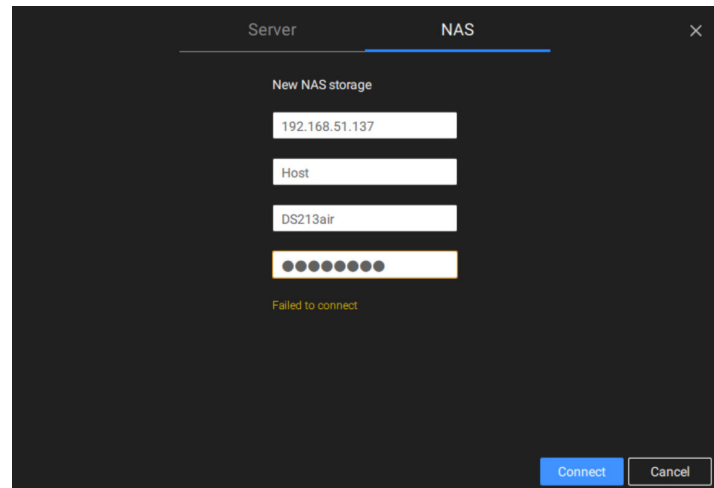 Server
NAS
New NAS storage
192.168.51.137
Host
DS213air
Failed to connect
Connect
Cancel